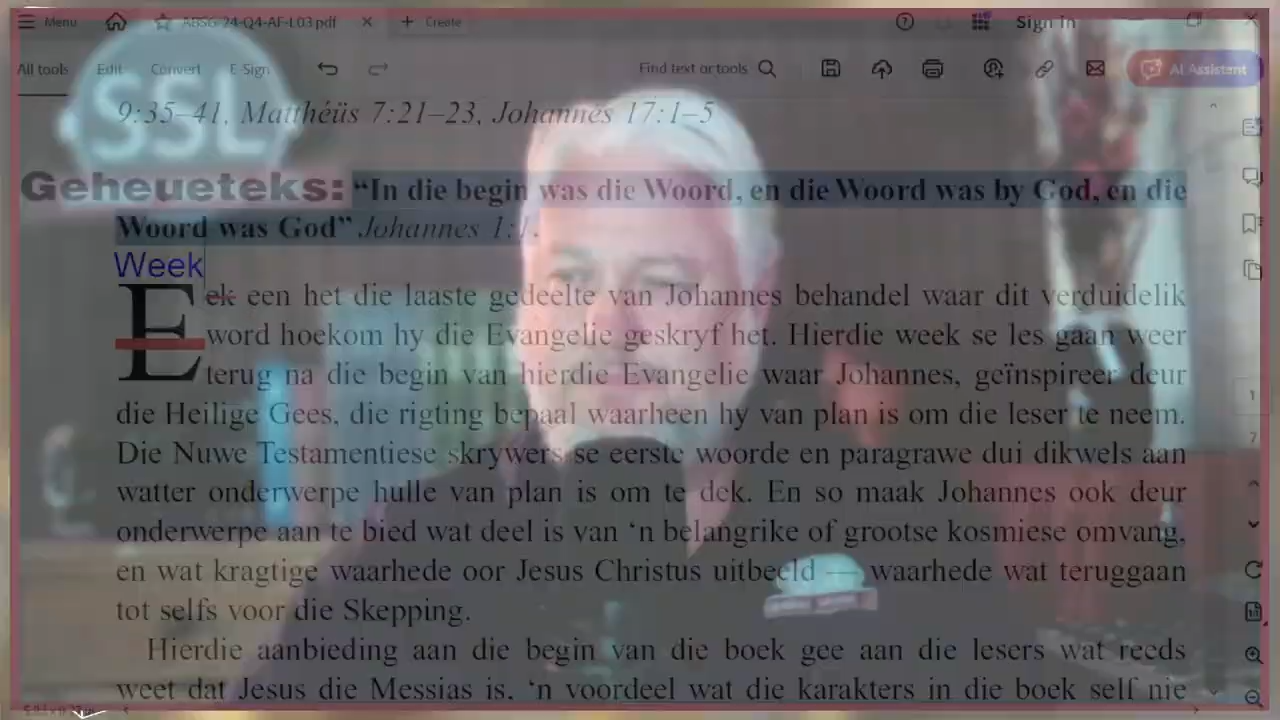 Menu
ABSG-24-Q4-AF-L03.pdf
Create
Sign in
All tools
Edit
Convert
E-Sign
Find text or tools
AI Assistant
SSL
9:35–41, Matthéüs 7:21–23, Johannes 17:1–5
Geheueteks: “In die begin was die Woord, en die Woord was by God, en die
Woord was God” Johannes 1:1.
Week
E ek een het die laaste gedeelte van Johannes behandel waar dit verduidelik
word hoekom hy die Evangelie geskryf het. Hierdie week se les gaan weer
terug na die begin van hierdie Evangelie waar Johannes, geïnspireer deur
die Heilige Gees, die rigting bepaal waarheen hy van plan is om die leser te neem.
Die Nuwe Testamentiese skrywers se eerste woorde en paragrawe dui dikwels aan
watter onderwerpe hulle van plan is om te dek. En so maak Johannes ook deur
onderwerpe aan te bied wat deel is van ‘n belangrike of grootse kosmiese omvang,
en wat kragtige waarhede oor Jesus Christus uitbeeld — waarhede wat teruggaan
tot selfs voor die Skepping.
Hierdie aanbieding aan die begin van die boek gee aan die lesers wat reeds
weet dat Jesus die Messias is, ‘n voordeel wat die karakters in die boek self nie
1
7